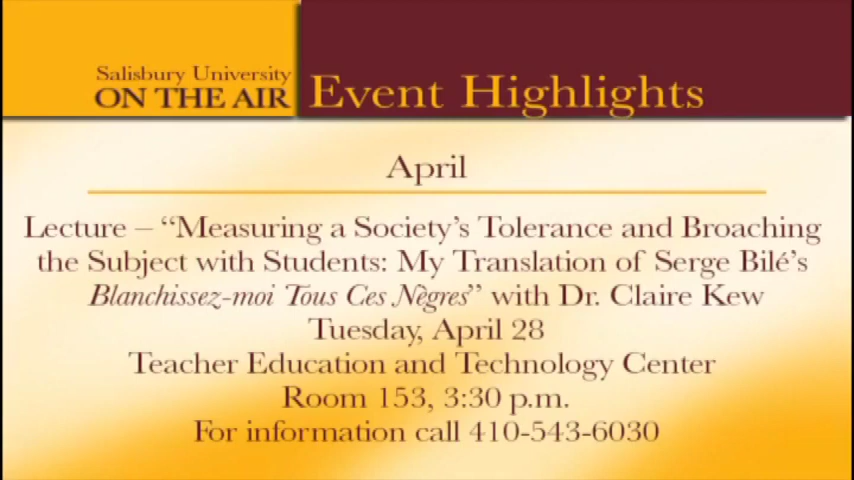 Salisbury University
ON THE AIR
Event Highlights
April
Lecture – “Measuring a Society’s Tolerance and Broaching
the Subject with Students: My Translation of Serge Bilé’s
Blanchissez-moi Tous Ces Nègres” with Dr. Claire Kew
Tuesday, April 28
Teacher Education and Technology Center
Room 153, 3:30 p.m.
For information call 410-543-6030